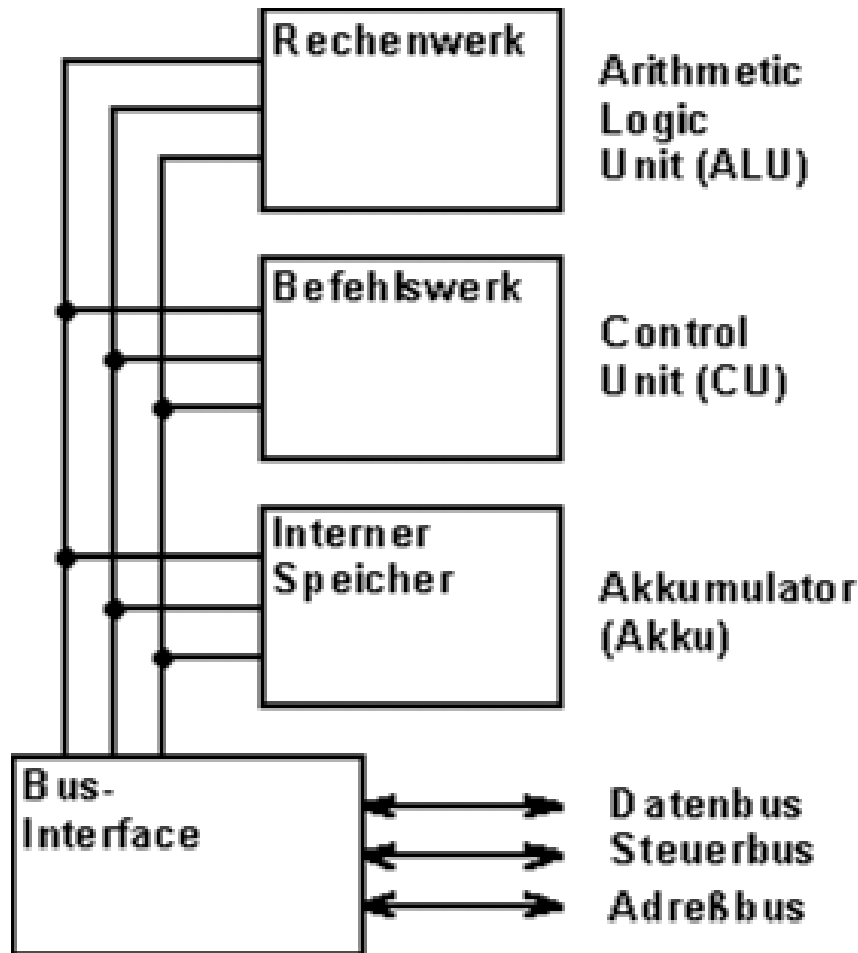 Rechenwerk
Arithmetic
Logic
Unit (ALU)
Befehlswerk
Control
Unit (CU)
Interner
Speicher
Akkumulator
(Akku)
Bus-
Interface
Datenbus
Steuerbus
Adreßbus